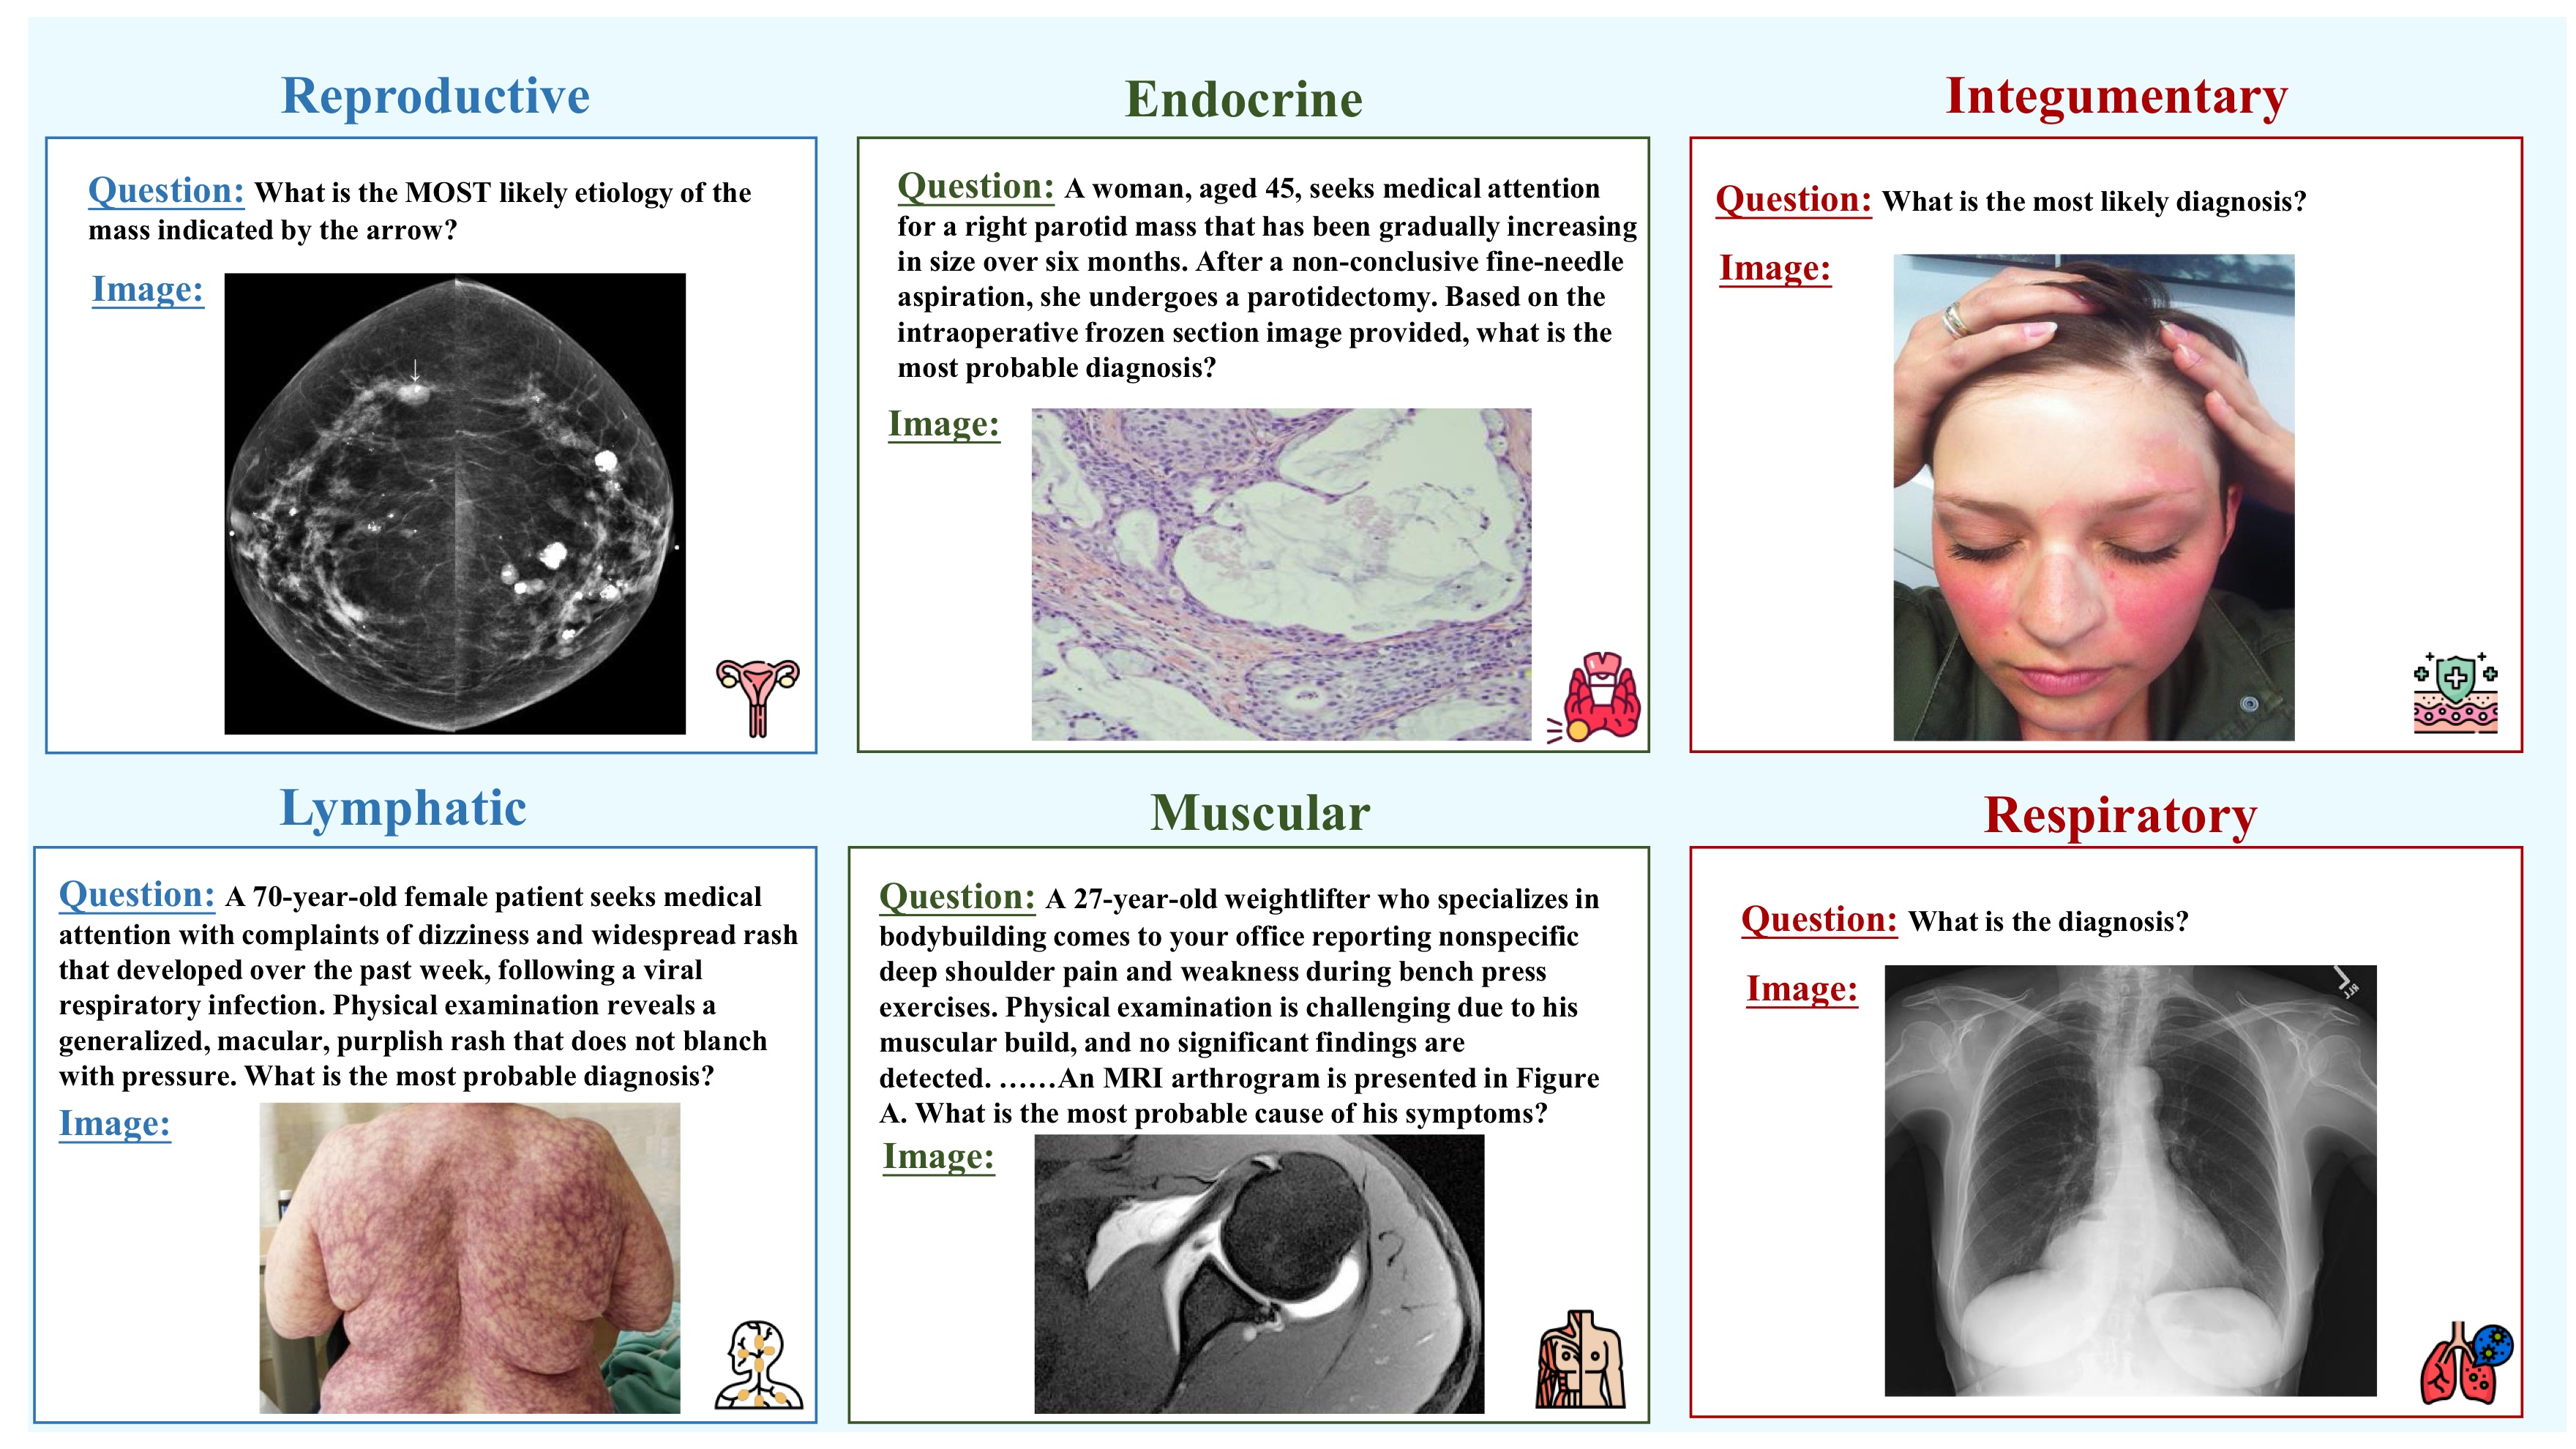 Reproductive
Question: What is the MOST likely etiology of the
mass indicated by the arrow?
Image:
Endocrine
Question: A woman, aged 45, seeks medical attention
for a right parotid mass that has been gradually increasing
in size over six months. After a non-conclusive fine-needle
aspiration, she undergoes a parotidectomy. Based on the
intraoperative frozen section image provided, what is the
most probable diagnosis?
Image:
Integumentary
Question: What is the most likely diagnosis?
Image:
Lymphatic
Question: A 70-year-old female patient seeks medical
attention with complaints of dizziness and widespread rash
that developed over the past week, following a viral
respiratory infection. Physical examination reveals a
generalized, macular, purplish rash that does not blanch
with pressure. What is the most probable diagnosis?
Image:
Muscular
Question: A 27-year-old weightlifter who specializes in
bodybuilding comes to your office reporting nonspecific
deep shoulder pain and weakness during bench press
exercises. Physical examination is challenging due to his
muscular build, and no significant findings are
detected. ……An MRI arthrogram is presented in Figure
A. What is the most probable cause of his symptoms?
Image:
Respiratory
Question: What is the diagnosis?
Image:
L